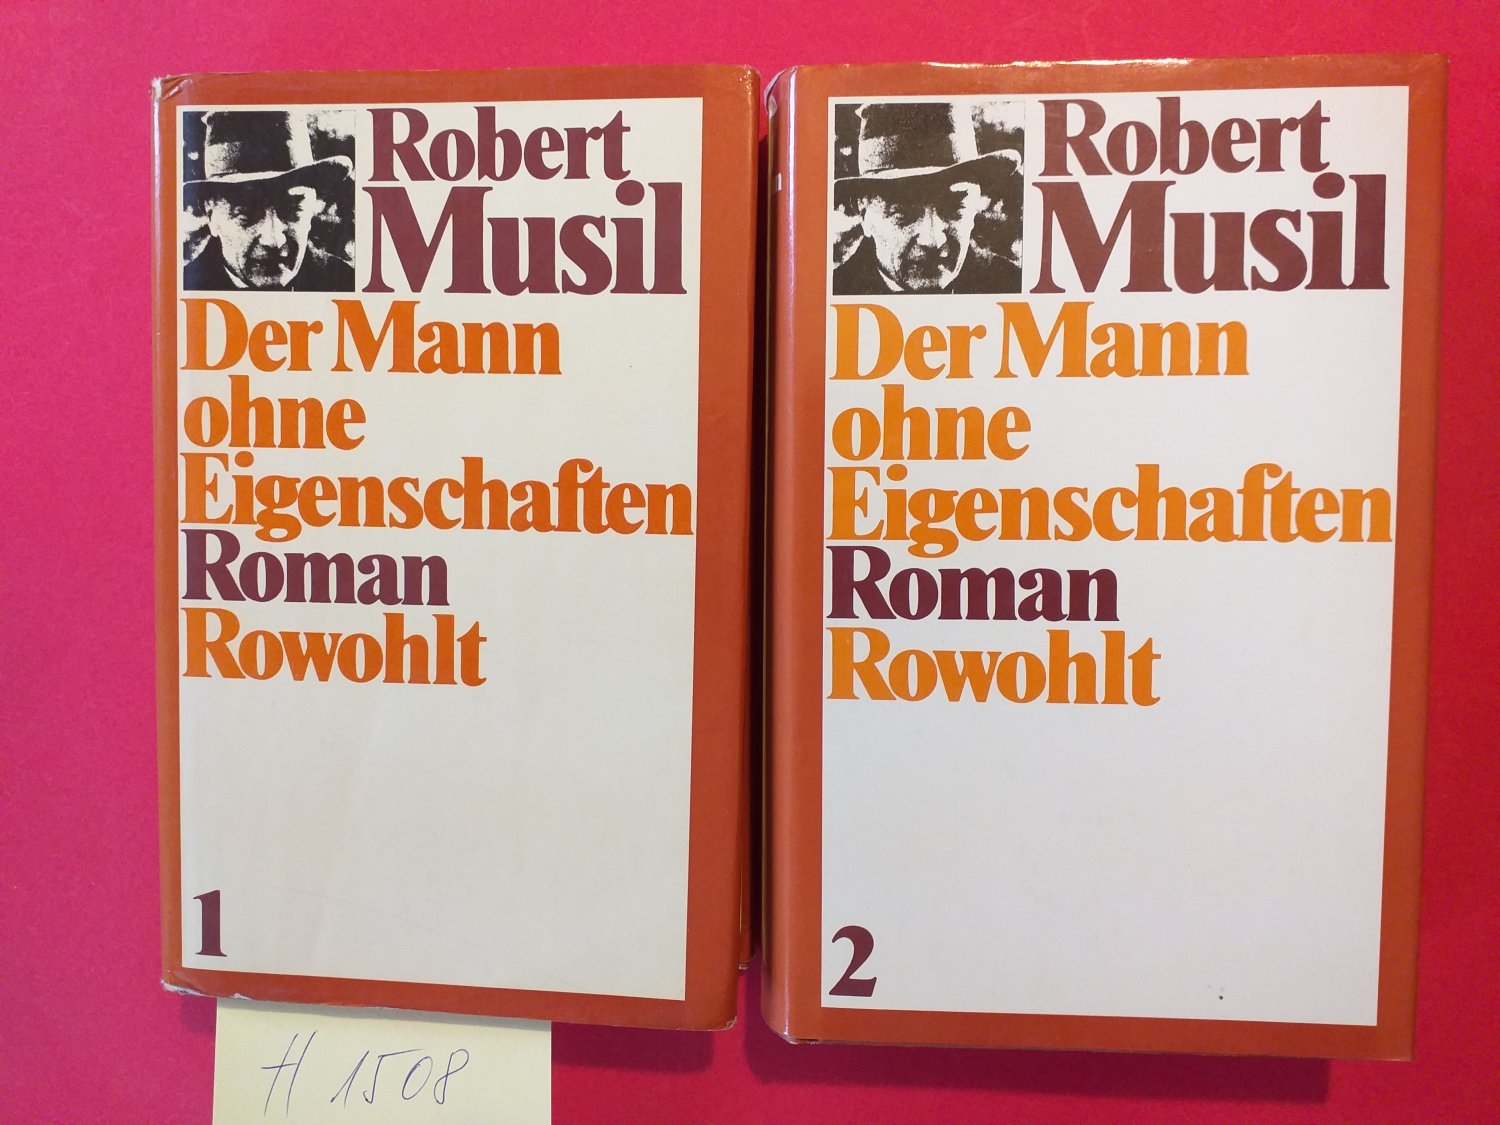 Robert
Musil
Der Mann
ohne
Eigenschaften
Roman
Rowohlt
1
Robert
Musil
Der Mann
ohne
Eigenschaften
Roman
Rowohlt
2
H 1508